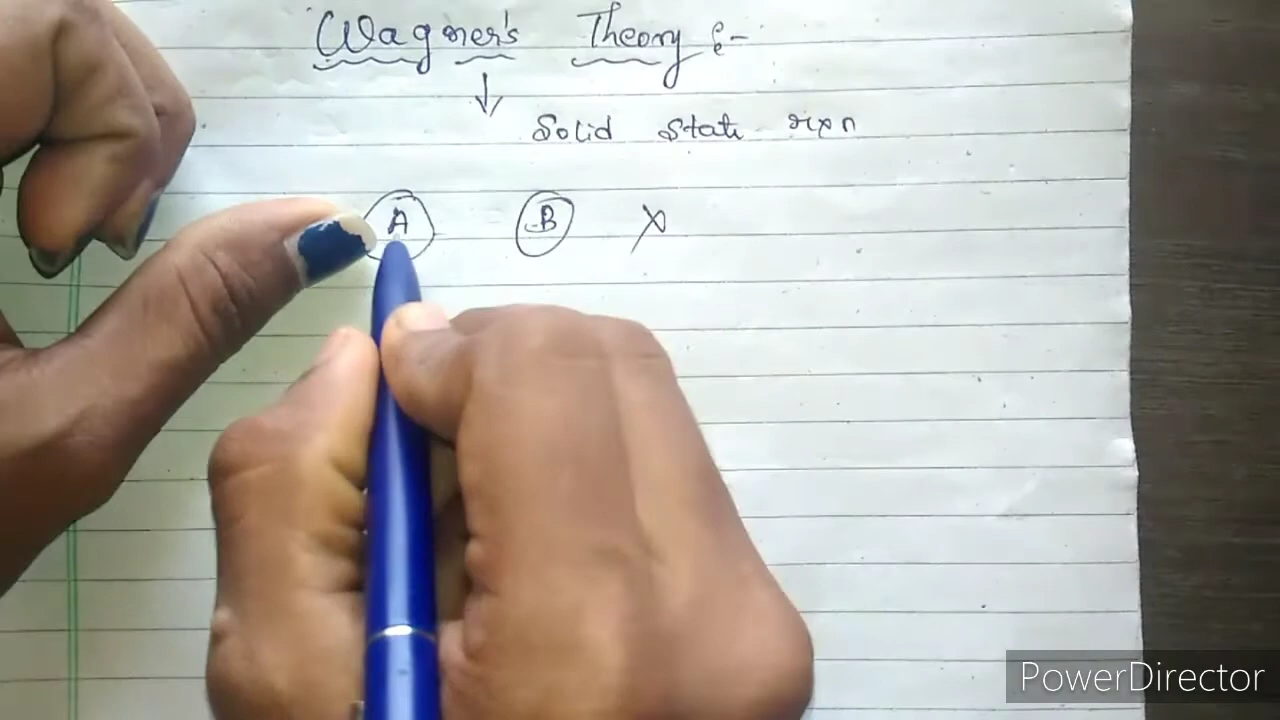 Wagner's Theory :-
Solid State rxn
A B X
PowerDirector